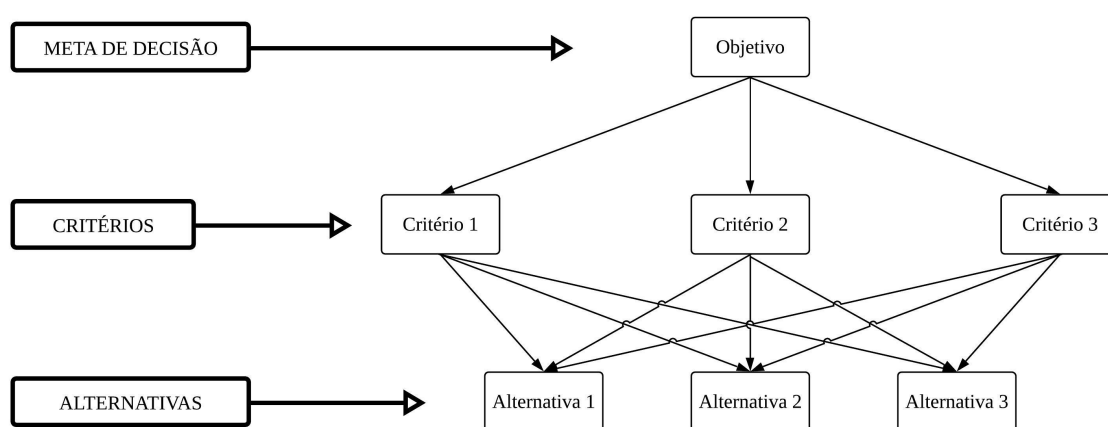 META DE DECISÃO
Objetivo
CRITÉRIOS
Critério 1
Critério 2
Critério 3
ALTERNATIVAS
Alternativa 1
Alternativa 2
Alternativa 3